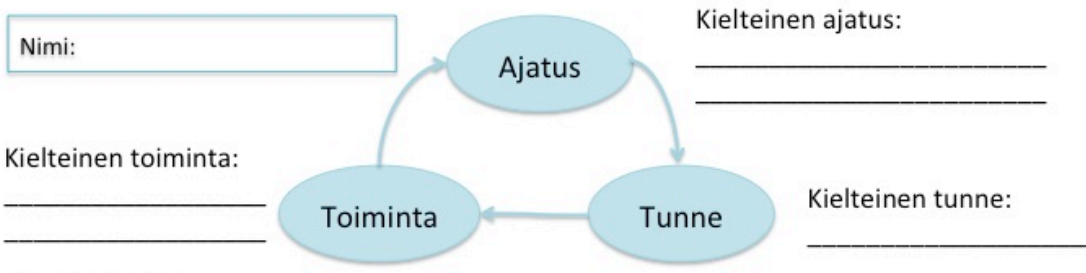 Nimi:
Kielteinen ajatus:
Ajatus
Kielteinen toiminta:
Toiminta
Tunne
Kielteinen tunne: